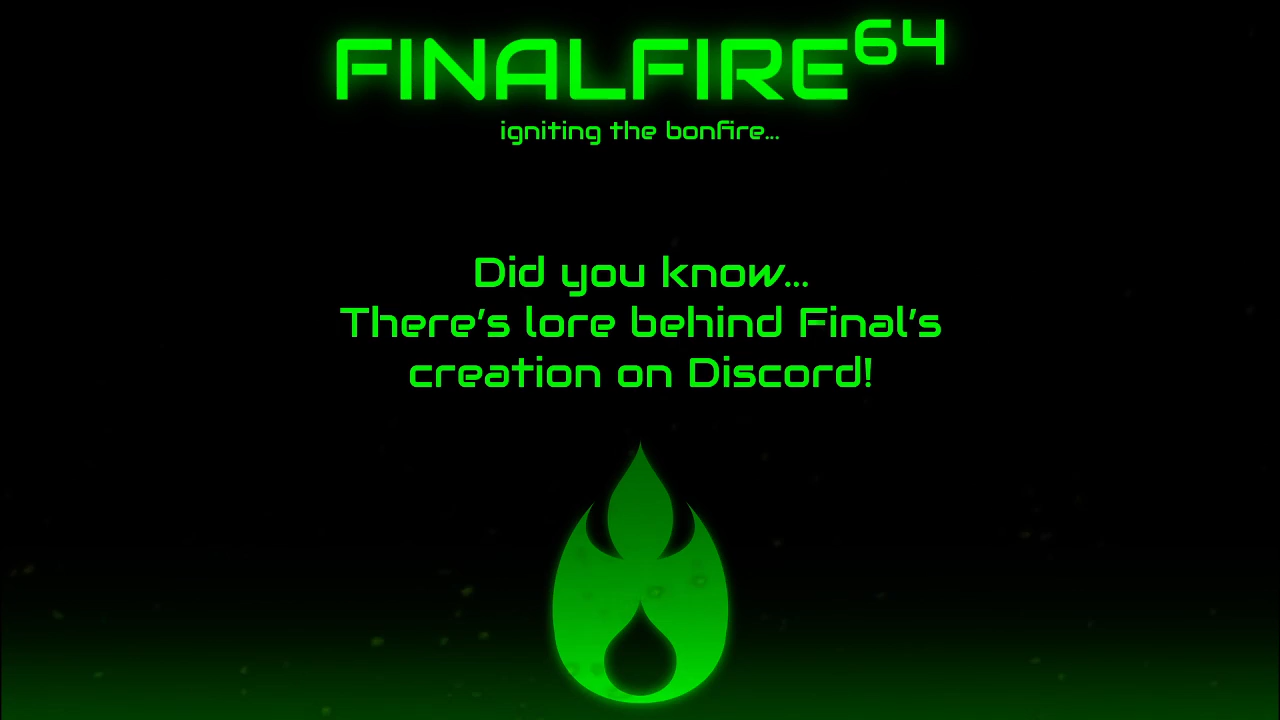 FINALFIRE⁶⁴
igniting the bonfire...
Did you know...
There's lore behind Final's
creation on Discord!